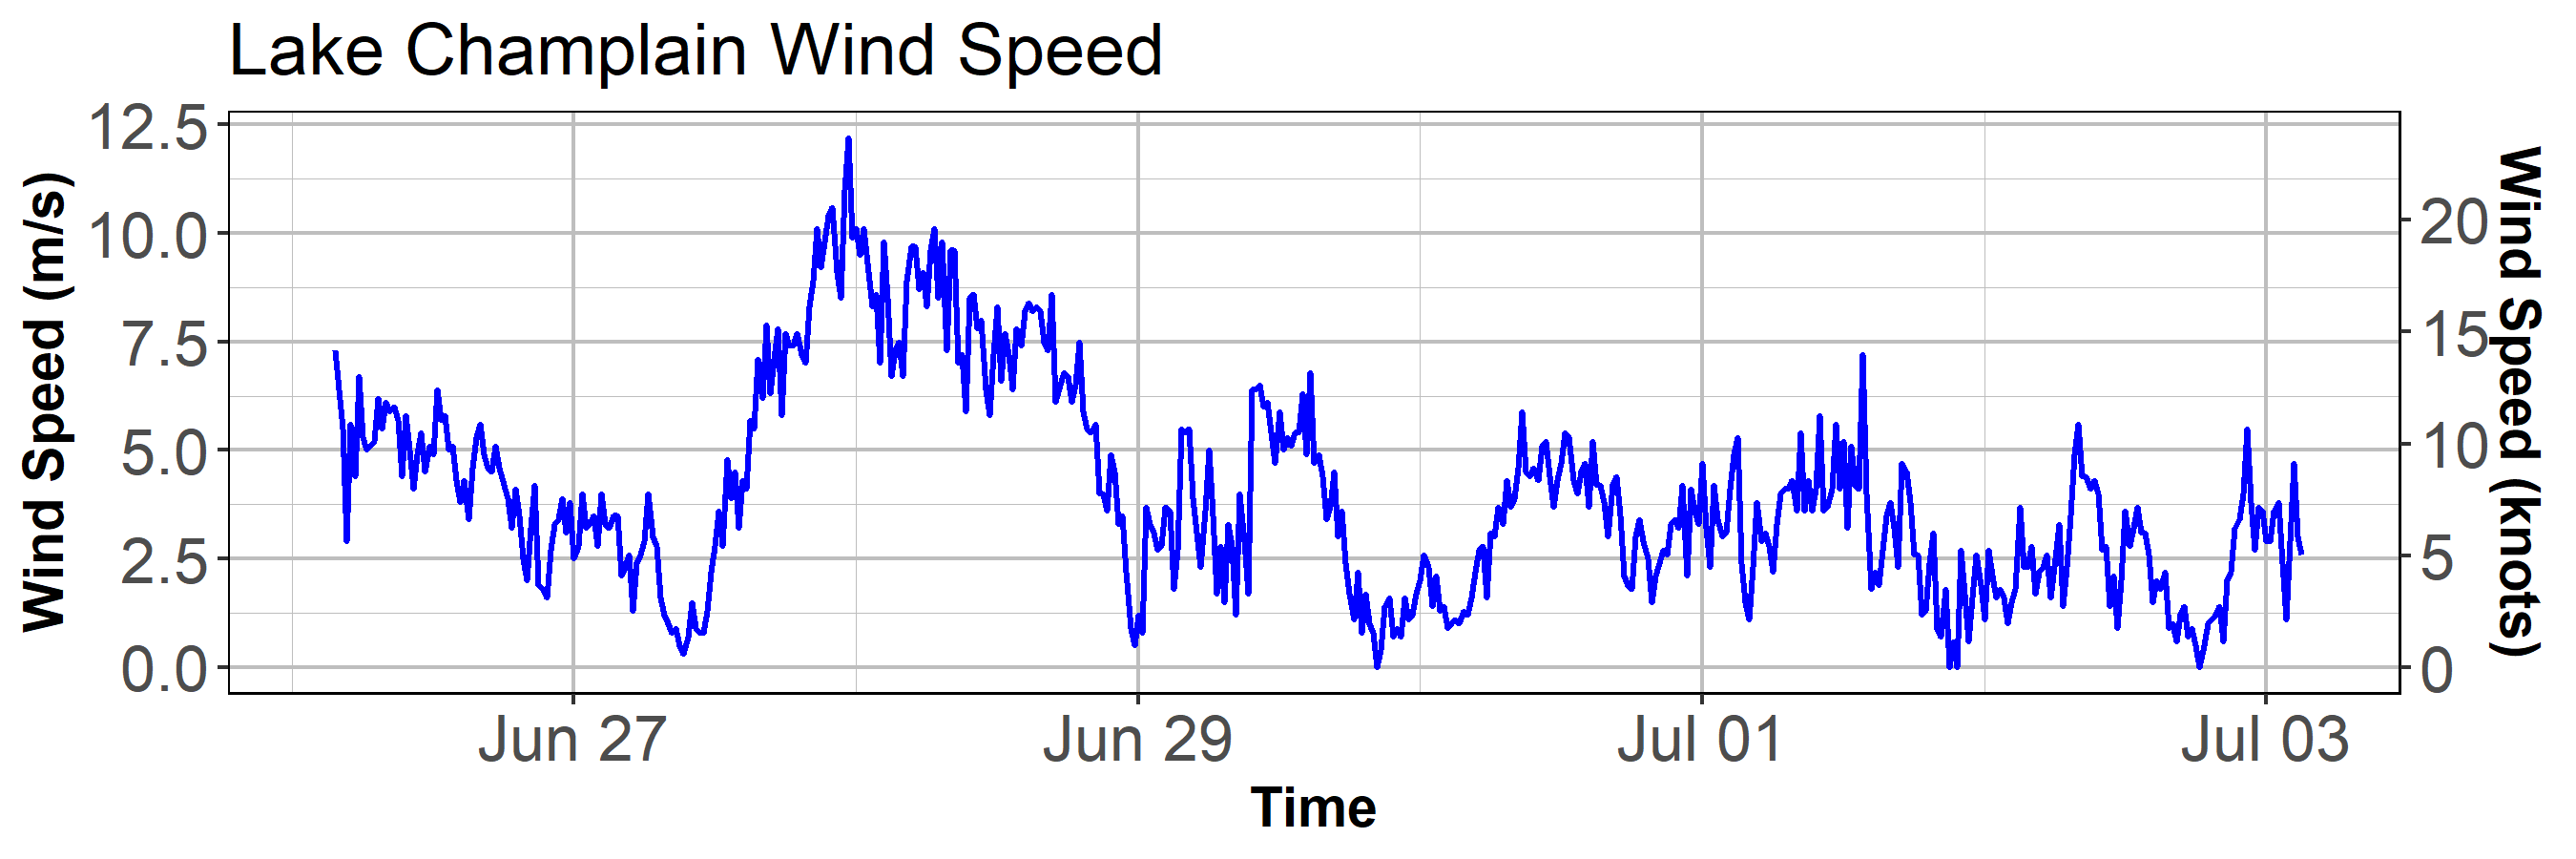 Lake Champlain Wind Speed
Wind Speed (m/s)
12.5
10.0
7.5
5.0
2.5
0.0
20
15
10
5
0
Wind Speed (knots)
Jun 27
Jun 29
Jul 01
Jul 03
Time